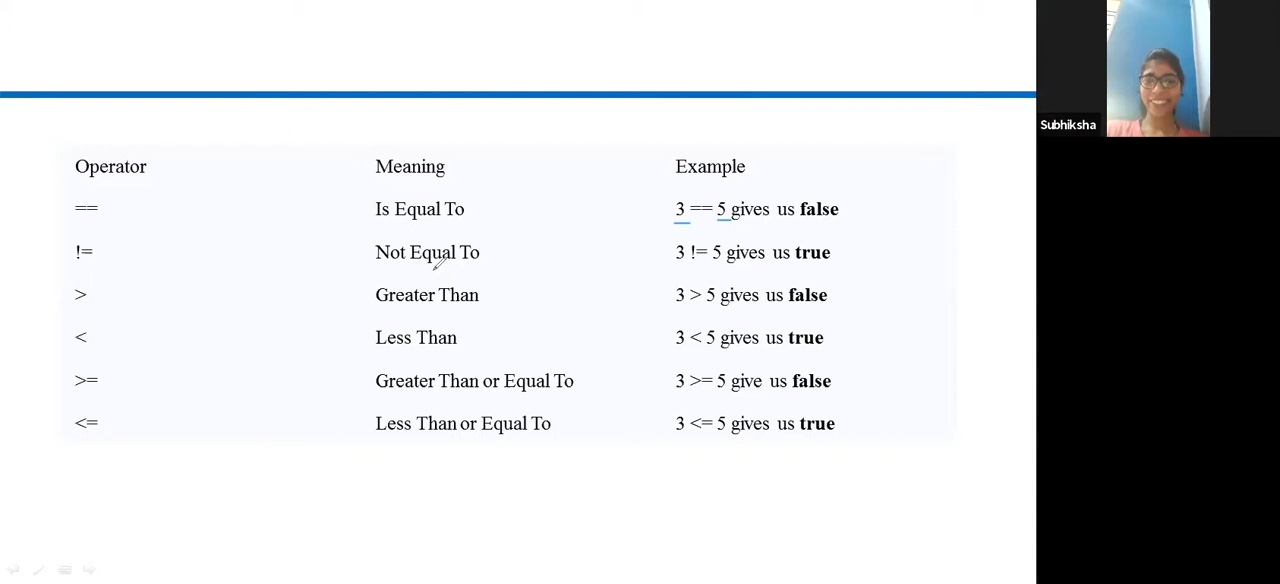 Operator Meaning Example
== Is Equal To 3 == 5 gives us false
!= Not Equal To 3 != 5 gives us true
> Greater Than 3 > 5 gives us false
< Less Than 3 < 5 gives us true
>= Greater Than or Equal To 3 >= 5 give us false
<= Less Than or Equal To 3 <= 5 gives us true
Subhiksha